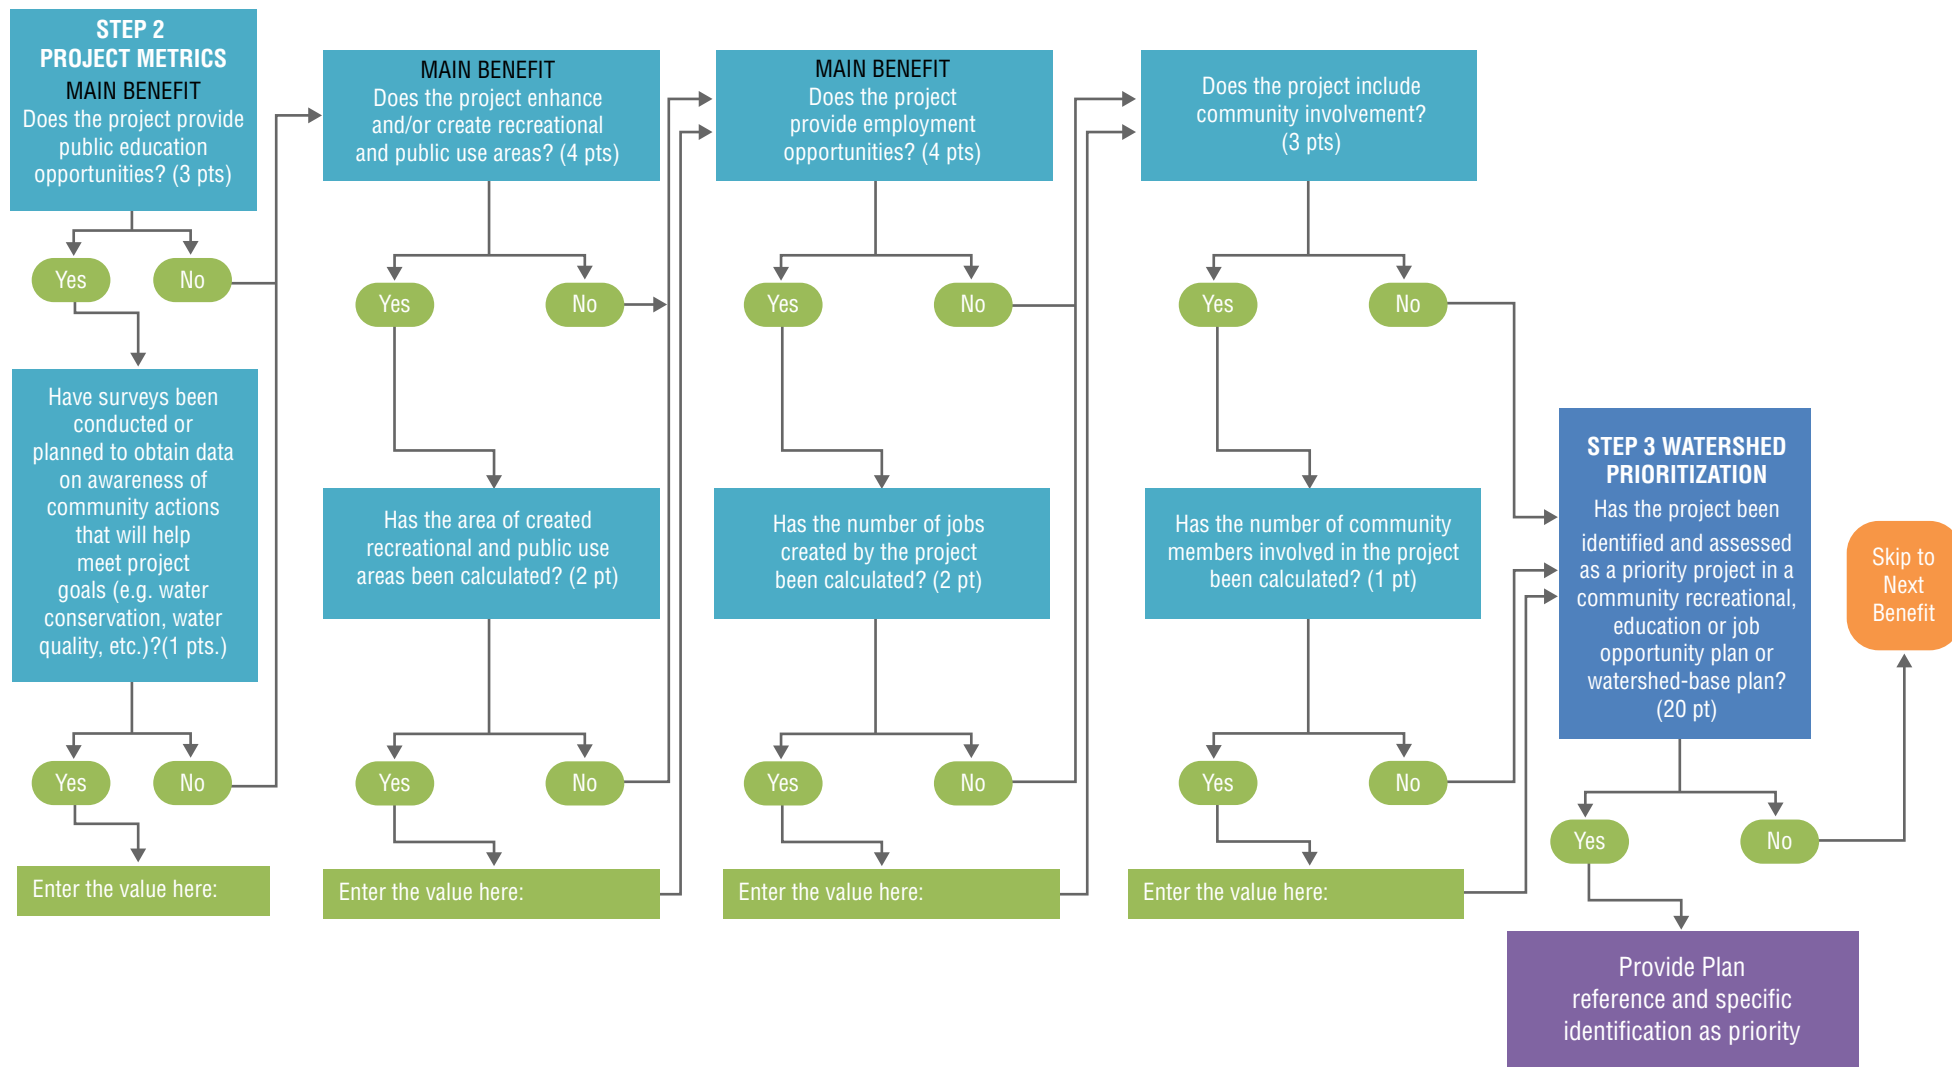 STEP 2
PROJECT METRICS
MAIN BENEFIT
Does the project provide
public education
opportunities? (3 pts)
Yes
No
Have surveys been
conducted or
planned to obtain data
on awareness of
community actions
that will help
meet project
goals (e.g. water
conservation, water
quality, etc.)?(1 pts.)
Yes
No
Enter the value here:
MAIN BENEFIT
Does the project enhance
and/or create recreational
and public use areas? (4 pts)
Yes
No
Has the area of created
recreational and public use
areas been calculated? (2 pt)
Yes
No
Enter the value here:
MAIN BENEFIT
Does the project
provide employment
opportunities? (4 pts)
Yes
No
Has the number of jobs
created by the project
been calculated? (2 pt)
Yes
No
Enter the value here:
Does the project include
community involvement?
(3 pts)
Yes
No
Has the number of community
members involved in the project
been calculated? (1 pt)
Yes
No
Enter the value here:
STEP 3 WATERSHED
PRIORITIZATION
Has the project been
identified and assessed
as a priority project in a
community recreational,
education or job
opportunity plan or
watershed-base plan?
(20 pt)
Yes
No
Provide Plan
reference and specific
identification as priority
Skip to
Next
Benefit